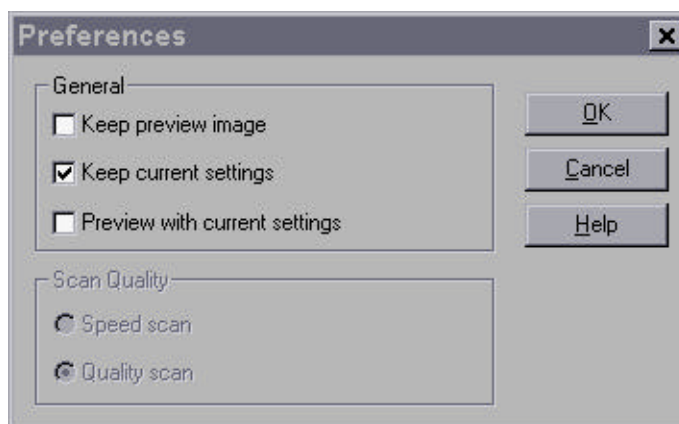 Preferences
General
Keep preview image
Keep current settings
Preview with current settings
OK
Cancel
Help
Scan Quality
Speed scan
Quality scan